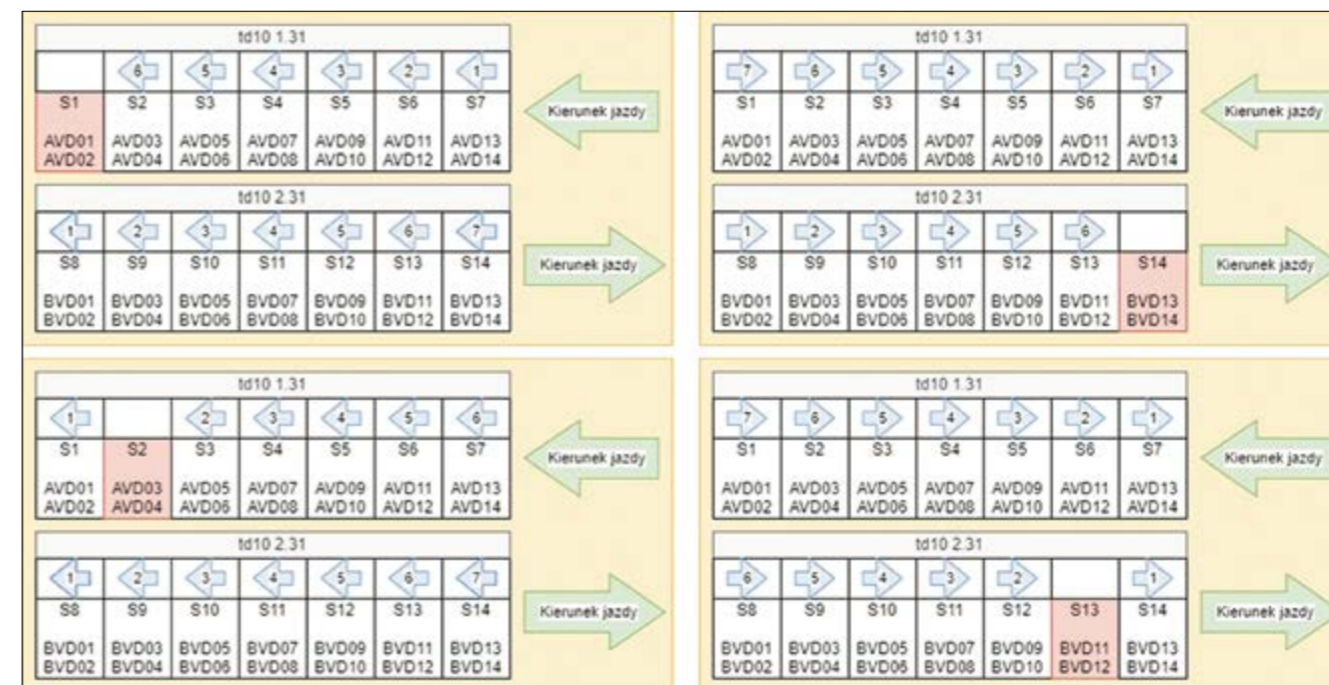 td10 1.31
6 5 4 3 2 1
S1 S2 S3 S4 S5 S6 S7
AVD01 AVD03 AVD05 AVD07 AVD09 AVD11 AVD13
AVD02 AVD04 AVD06 AVD08 AVD10 AVD12 AVD14
Kierunek jazdy
td10 2.31
1 2 3 4 5 6 7
S8 S9 S10 S11 S12 S13 S14
BVD01 BVD03 BVD05 BVD07 BVD09 BVD11 BVD13
BVD02 BVD04 BVD06 BVD08 BVD10 BVD12 BVD14
Kierunek jazdy
td10 1.31
7 6 5 4 3 2 1
S1 S2 S3 S4 S5 S6 S7
AVD01 AVD03 AVD05 AVD07 AVD09 AVD11 AVD13
AVD02 AVD04 AVD06 AVD08 AVD10 AVD12 AVD14
Kierunek jazdy
td10 2.31
1 2 3 4 5 6
S8 S9 S10 S11 S12 S13 S14
BVD01 BVD03 BVD05 BVD07 BVD09 BVD11 BVD13
BVD02 BVD04 BVD06 BVD08 BVD10 BVD12 BVD14
Kierunek jazdy
td10 1.31
1 2 3 4 5 6
S1 S2 S3 S4 S5 S6 S7
AVD01 AVD03 AVD05 AVD07 AVD09 AVD11 AVD13
AVD02 AVD04 AVD06 AVD08 AVD10 AVD12 AVD14
Kierunek jazdy
td10 2.31
1 2 3 4 5 6 7
S8 S9 S10 S11 S12 S13 S14
BVD01 BVD03 BVD05 BVD07 BVD09 BVD11 BVD13
BVD02 BVD04 BVD06 BVD08 BVD10 BVD12 BVD14
Kierunek jazdy
td10 1.31
7 6 5 4 3 2 1
S1 S2 S3 S4 S5 S6 S7
AVD01 AVD03 AVD05 AVD07 AVD09 AVD11 AVD13
AVD02 AVD04 AVD06 AVD08 AVD10 AVD12 AVD14
Kierunek jazdy
td10 2.31
6 5 4 3 2 1
S8 S9 S10 S11 S12 S13 S14
BVD01 BVD03 BVD05 BVD07 BVD09 BVD11 BVD13
BVD02 BVD04 BVD06 BVD08 BVD10 BVD12 BVD14
Kierunek jazdy